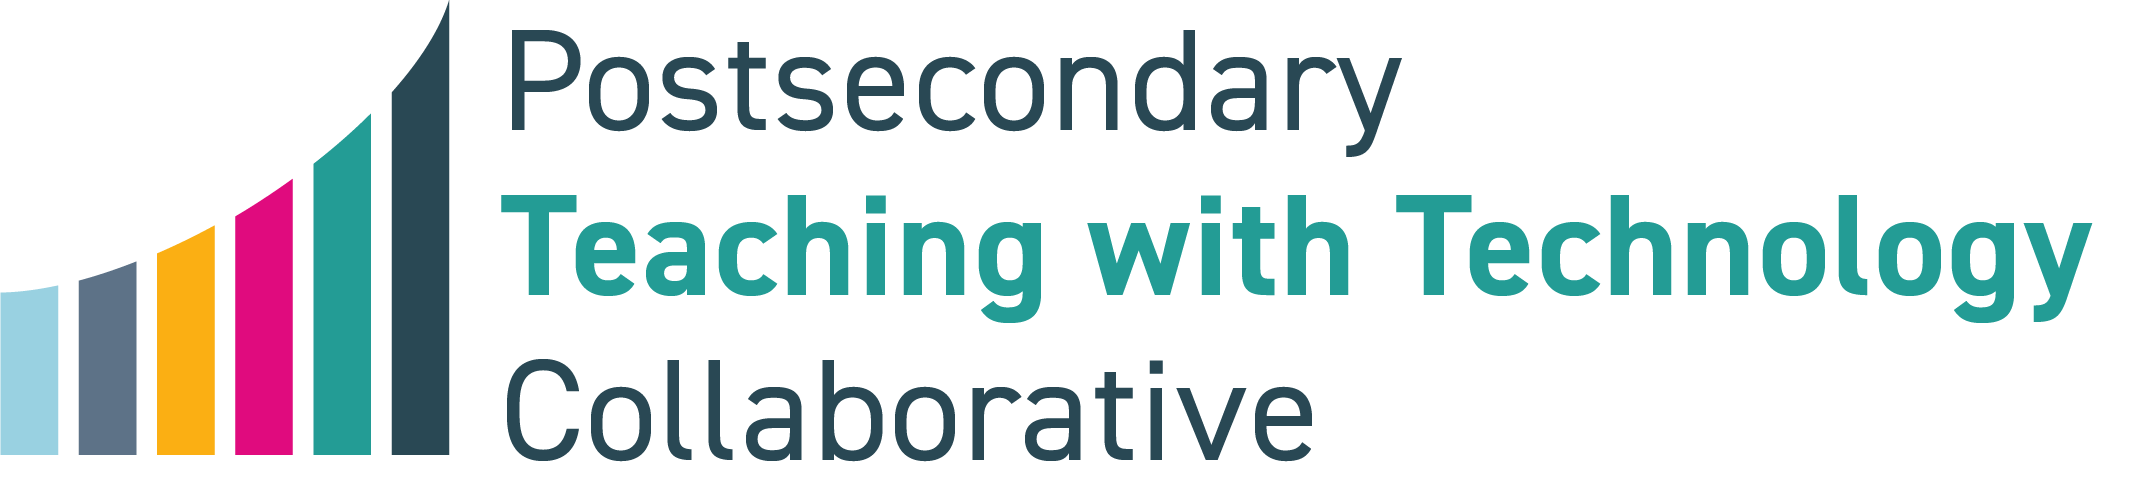 Postsecondary
Teaching with Technology
Collaborative